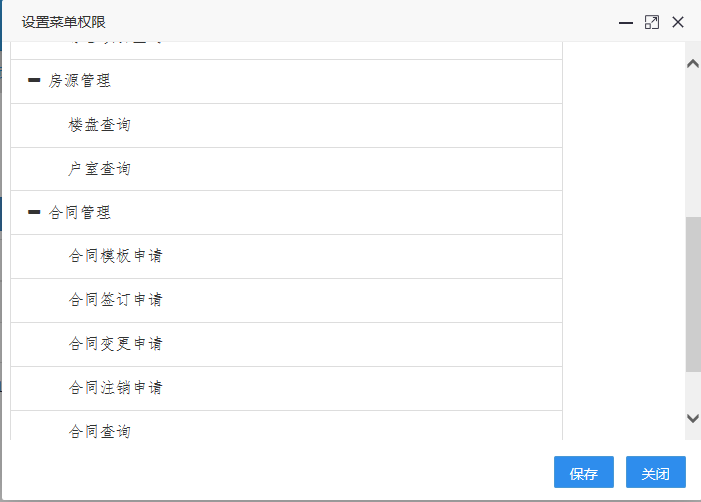 设置菜单权限
房源管理
楼盘查询
户室查询
合同管理
合同模板申请
合同签订申请
合同变更申请
合同注销申请
合同查询
保存 关闭